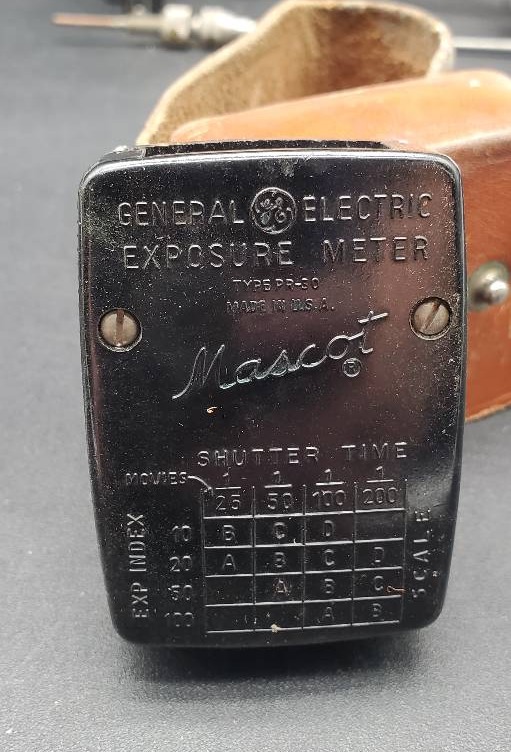 GENERAL GE ELECTRIC
EXPOSURE METER
TYPE PR-30
MADE IN U.S.A.
Mascot ®
SHUTTER TIME
MOVIES 1/25 1/50 1/100 1/200
EXP INDEX
10 B C D
20 A B C D
50 A B C
100 A B
SCALE